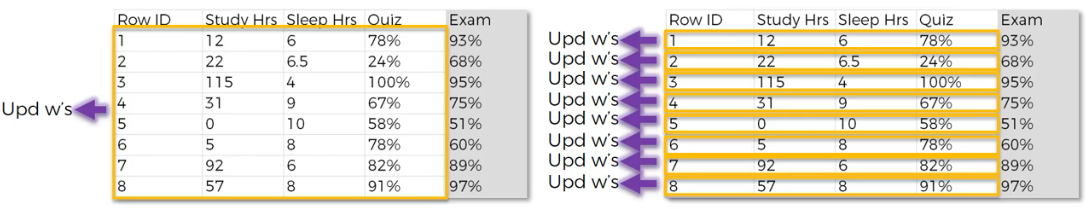 Row ID Study Hrs Sleep Hrs Quiz Exam
1 12 6 78% 93%
2 22 6.5 24% 68%
3 115 4 100% 95%
Upd w's 4 31 9 67% 75%
5 0 10 58% 51%
6 5 8 78% 60%
7 92 6 82% 89%
8 57 8 91% 97%
Row ID Study Hrs Sleep Hrs Quiz Exam
Upd w's 1 12 6 78% 93%
Upd w's 2 22 6.5 24% 68%
Upd w's 3 115 4 100% 95%
Upd w's 4 31 9 67% 75%
Upd w's 5 0 10 58% 51%
Upd w's 6 5 8 78% 60%
Upd w's 7 92 6 82% 89%
Upd w's 8 57 8 91% 97%